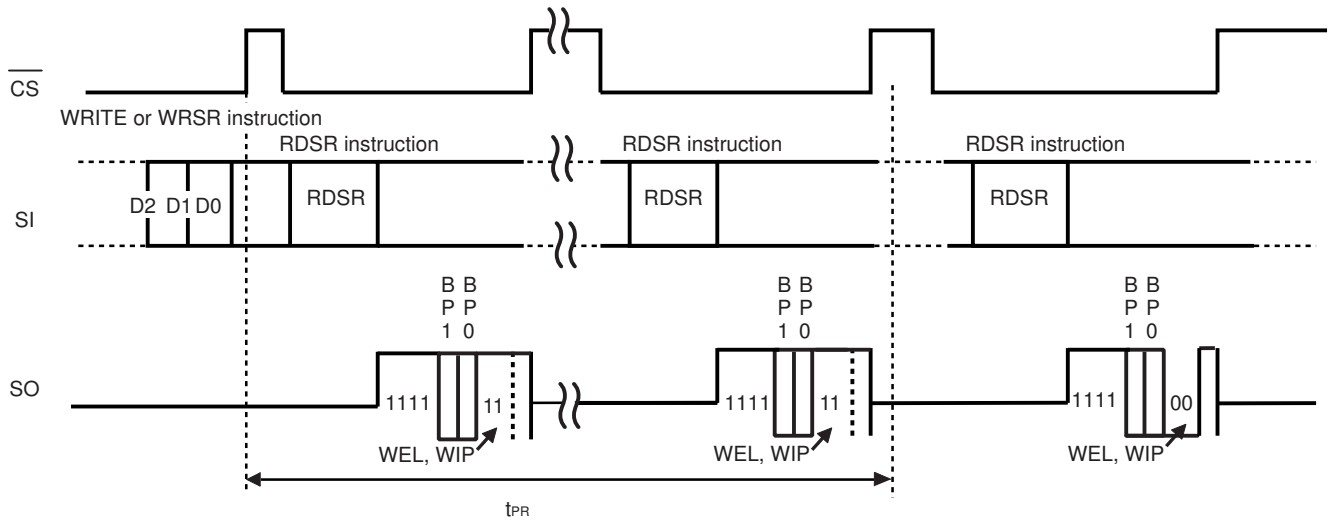 CS
WRITE or WRSR instruction
RDSR instruction
RDSR instruction
RDSR instruction
SI
D2 D1 D0
RDSR
RDSR
RDSR
B B
P P
1 0
B B
P P
1 0
B B
P P
1 0
SO
1111
11
1111
11
1111
00
WEL, WIP
WEL, WIP
WEL, WIP
tPR